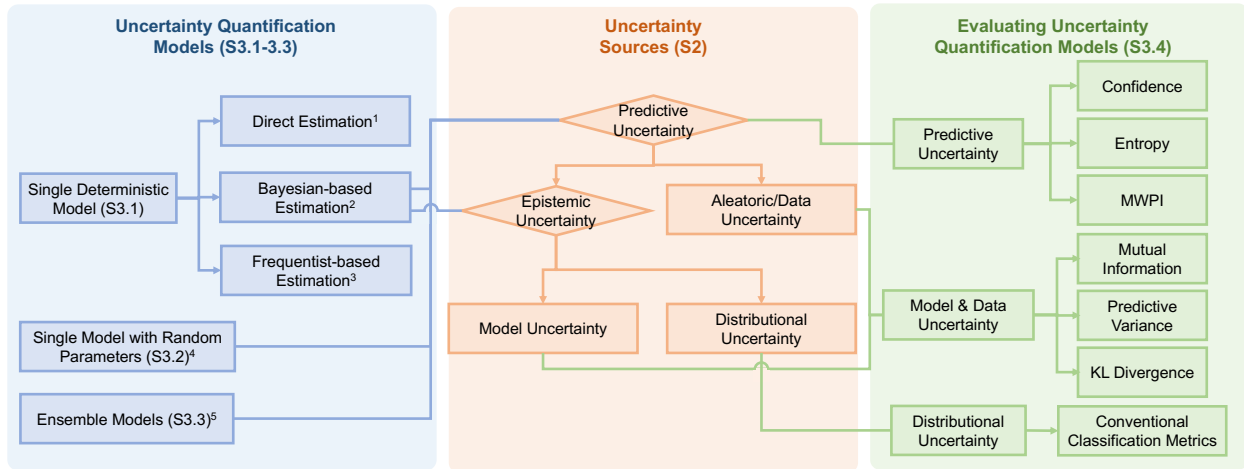 Uncertainty Quantification
Models (S3.1-3.3)
Direct Estimation¹
Single Deterministic
Model (S3.1)
Bayesian-based
Estimation²
Frequentist-based
Estimation³
Single Model with Random
Parameters (S3.2)⁴
Ensemble Models (S3.3)⁵
Uncertainty
Sources (S2)
Predictive
Uncertainty
Epistemic
Uncertainty
Aleatoric/Data
Uncertainty
Model Uncertainty
Distributional
Uncertainty
Evaluating Uncertainty
Quantification Models (S3.4)
Predictive
Uncertainty
Confidence
Entropy
MWPI
Model & Data
Uncertainty
Mutual
Information
Predictive
Variance
KL Divergence
Distributional
Uncertainty
Conventional
Classification Metrics